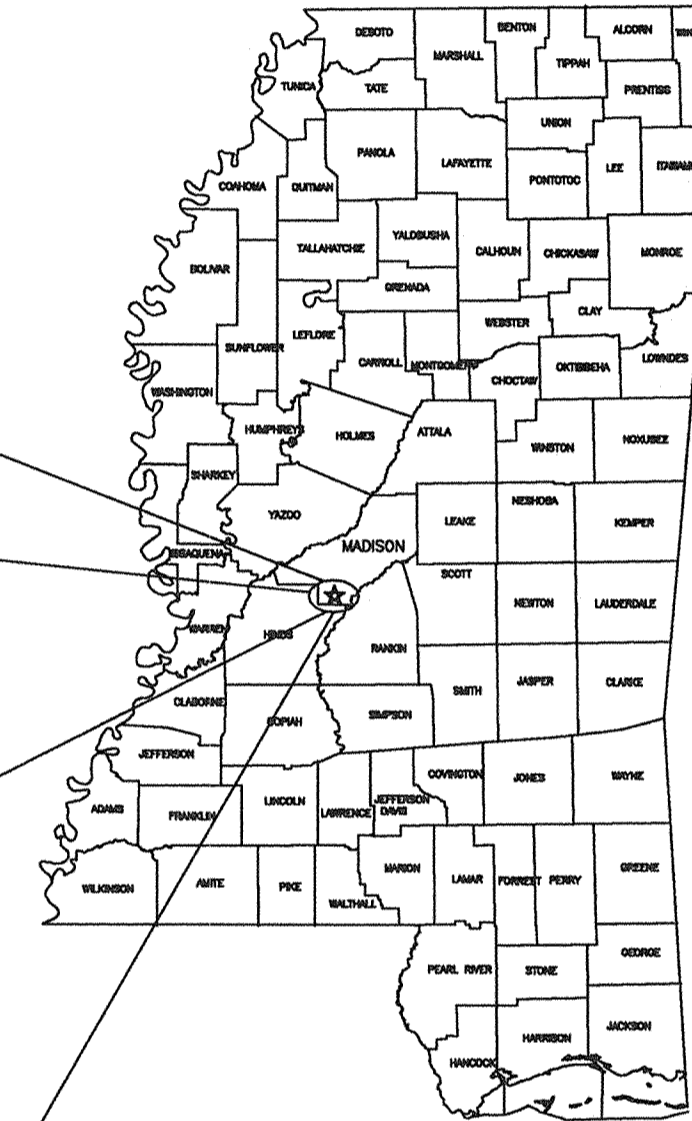 DESOTO
BENTON
ALCORN
MARSHALL
TIPPAH
TUNICA
TATE
PRENTISS
UNION
PANOLA
LAFAYETTE
LEE
PONTOTOC
COAHOMA
QUITMAN
YALOBUSHA
TALLAHATCHIE
CALHOUN
CHICKASAW
MONROE
BOLIVAR
GRENADA
CLAY
WEBSTER
LEFLORE
SUNFLOWER
CARROLL
MONTGOMERY
OKTIBBEHA
LOWNDES
CHOCTAW
WASHINGTON
HUMPHREYS
HOLMES
ATTALA
WINSTON
NOXUBEE
SHARKEY
NESHOBA
YAZOO
LEAKE
KEMPER
MADISON
ISSAQUENA
SCOTT
NEWTON
LAUDERDALE
WARREN
HINDS
RANKIN
SMITH
JASPER
CLARKE
CLAIBORNE
COPIAH
SIMPSON
JEFFERSON
COVINGTON
JONES
WAYNE
ADAMS
FRANKLIN
LINCOLN
LAWRENCE
JEFFERSON
DAVIS
MARION
LAMAR
FORREST
PERRY
GREENE
WILKINSON
AMITE
PIKE
WALTHALL
GEORGE
PEARL RIVER
STONE
JACKSON
HARRISON
HANCOCK